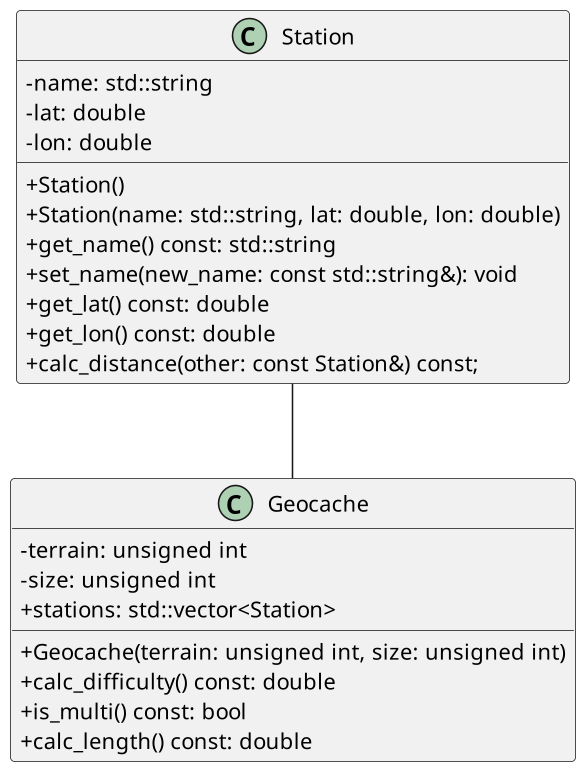 C Station
-name: std::string
-lat: double
-lon: double
+Station()
+Station(name: std::string, lat: double, lon: double)
+get_name() const: std::string
+set_name(new_name: const std::string&): void
+get_lat() const: double
+get_lon() const: double
+calc_distance(other: const Station&) const;
C Geocache
-terrain: unsigned int
-size: unsigned int
+stations: std::vector<Station>
+Geocache(terrain: unsigned int, size: unsigned int)
+calc_difficulty() const: double
+is_multi() const: bool
+calc_length() const: double